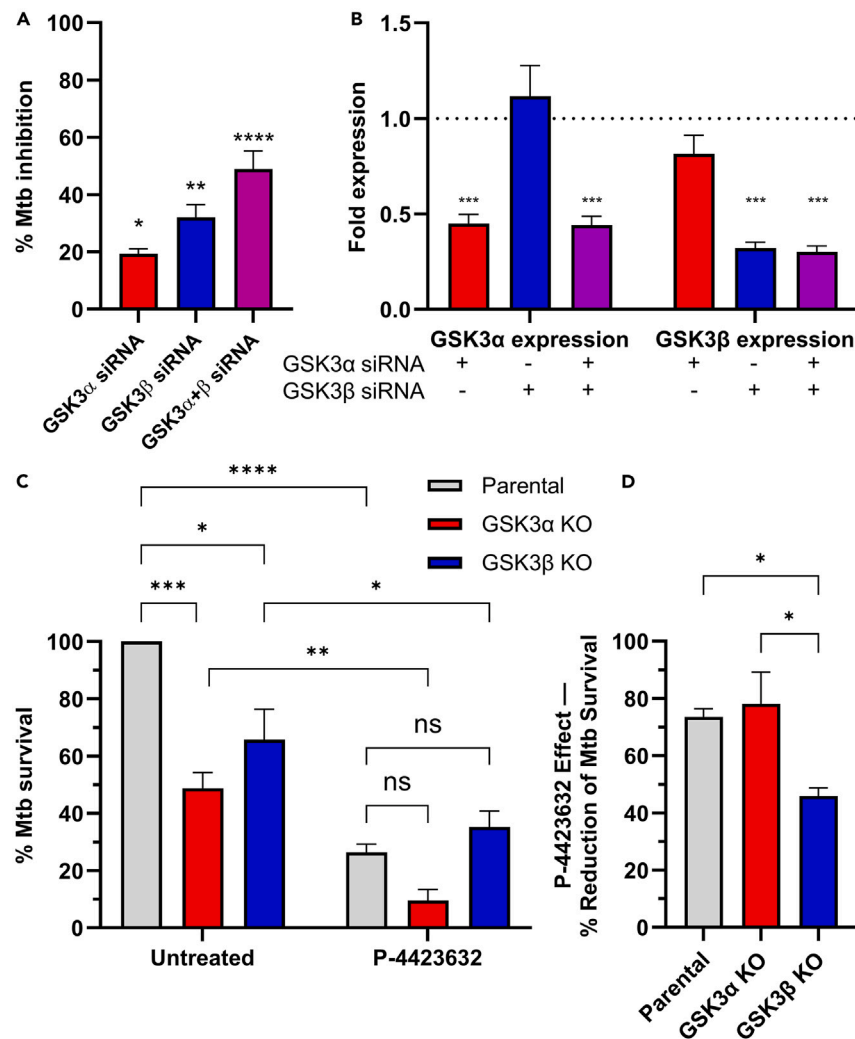 A
% Mtb inhibition
100
80
60
40
20
0
*
**
****
GSK3α siRNA
GSK3β siRNA
GSK3α+β siRNA
B
Fold expression
1.5
1.0
0.5
0.0
***
***
***
***
GSK3α expression
GSK3β expression
GSK3α siRNA + - + + - +
GSK3β siRNA - + + - + +
C
****
*
***
*
**
ns
ns
Parental
GSK3α KO
GSK3β KO
% Mtb survival
100
80
60
40
20
0
Untreated
P-4423632
D
*
*
P-4423632 Effect —
% Reduction of Mtb Survival
100
80
60
40
20
0
Parental
GSK3α KO
GSK3β KO